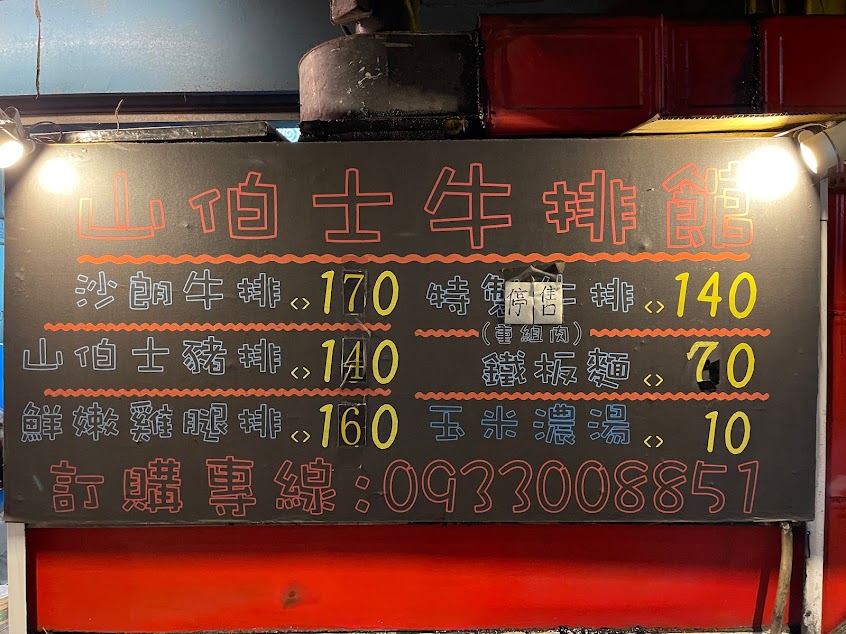 山伯士牛排館
沙朗牛排<>170
特製牛排<>140
停售
(重組肉)
山伯士豬排<>140
鐵板麵<>70
鮮嫩雞腿排<>160
玉米濃湯<>10
訂購專線:0933008851